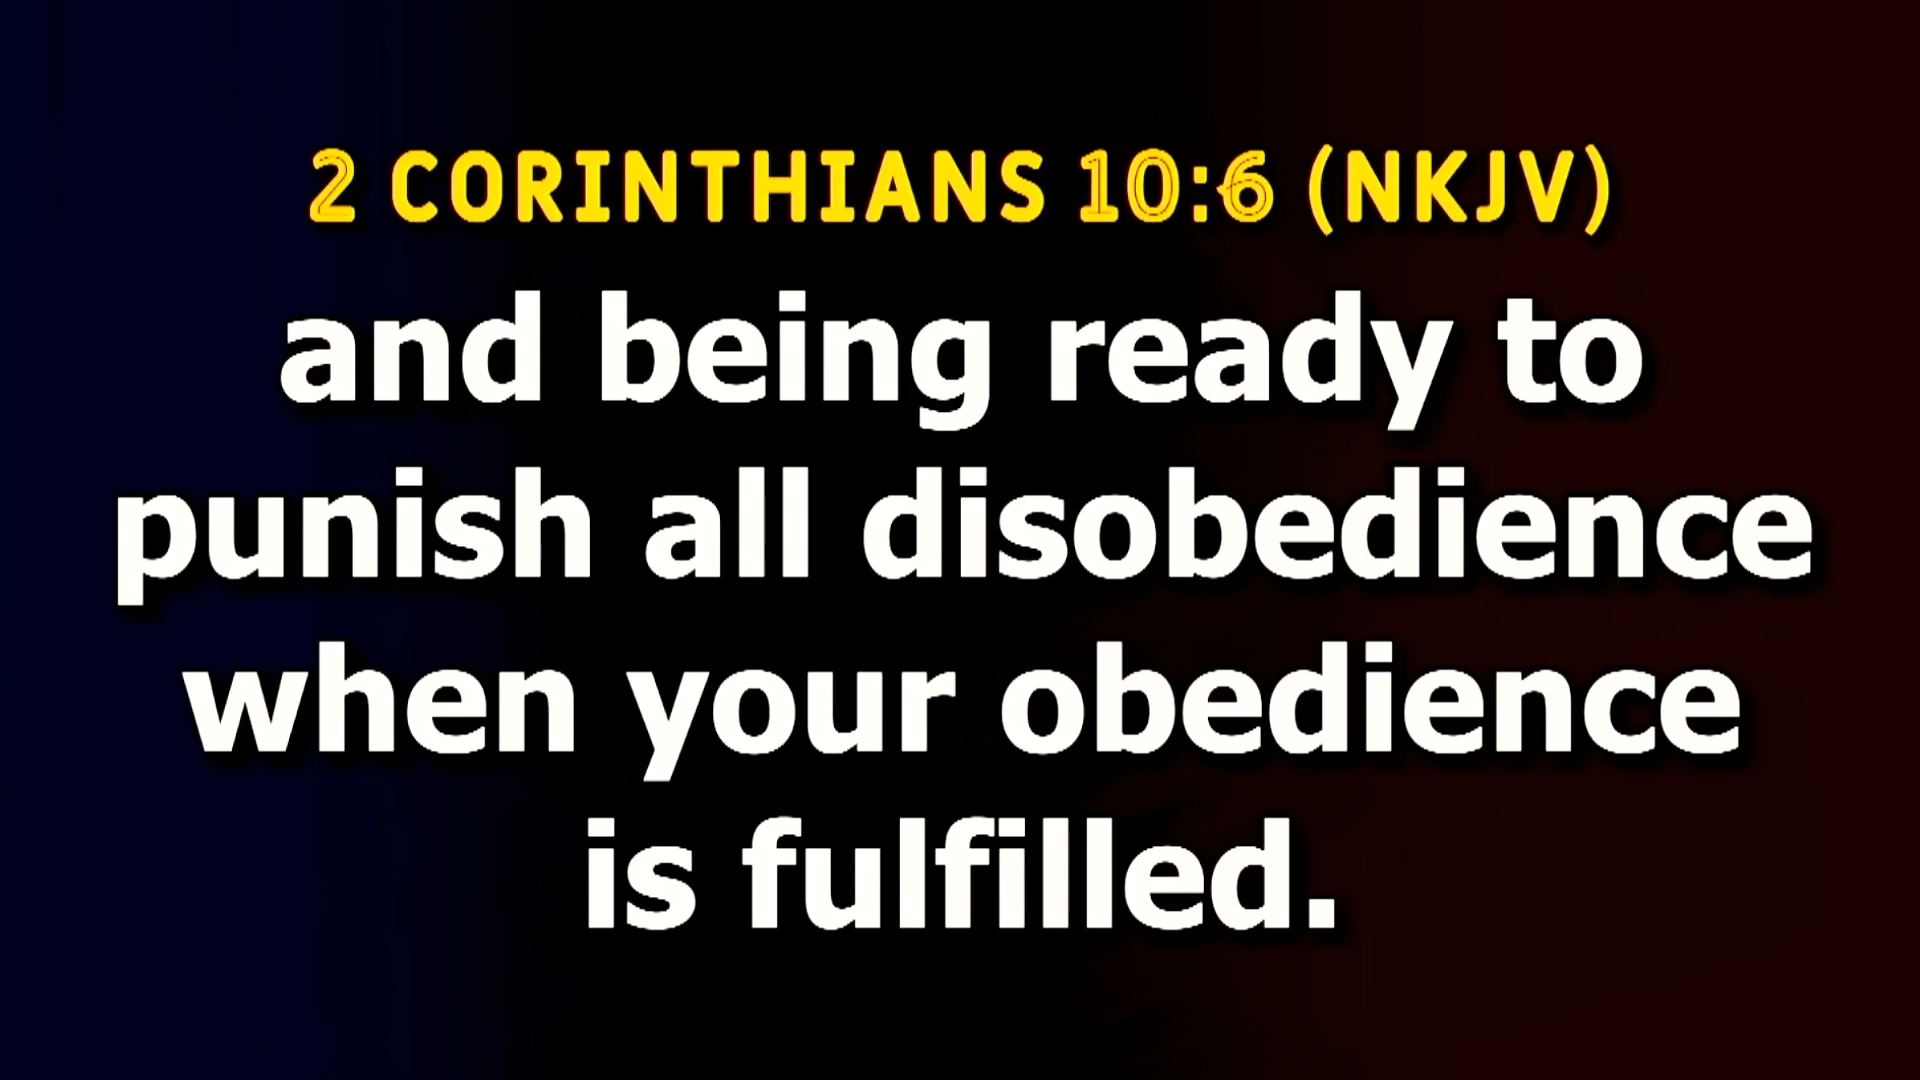 2 CORINTHIANS 10:6 (NKJV)
and being ready to
punish all disobedience
when your obedience
is fulfilled.